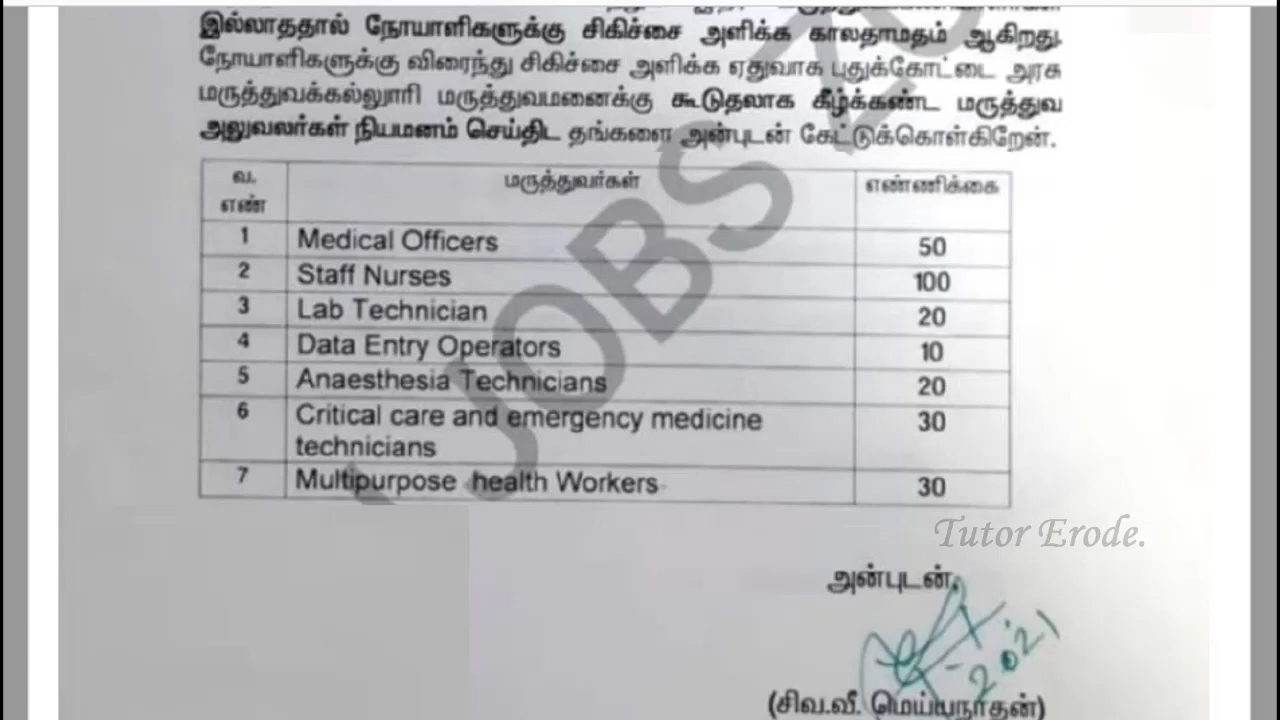 இல்லாததால் நோயாளிகளுக்கு சிகிச்சை அளிக்க காலதாமதம் ஆகிறது.
நோயாளிகளுக்கு விரைந்து சிகிச்சை அளிக்க ஏதுவாக புதுக்கோட்டை அரசு
மருத்துவக்கல்லூரி மருத்துவமனைக்கு கூடுதலாக கீழ்க்கண்ட மருத்துவ
அலுவலர்கள் நியமனம் செய்திட தங்களை அன்புடன் கேட்டுக்கொள்கிறேன்.
வ. எண் மருத்துவர்கள் எண்ணிக்கை
1 Medical Officers 50
2 Staff Nurses 100
3 Lab Technician 20
4 Data Entry Operators 10
5 Anaesthesia Technicians 20
6 Critical care and emergency medicine 30
technicians
7 Multipurpose health Workers 30
JOBS
Tutor Erode.
அன்புடன்,
2021
(சிவ.வீ. மெய்யநாதன்)